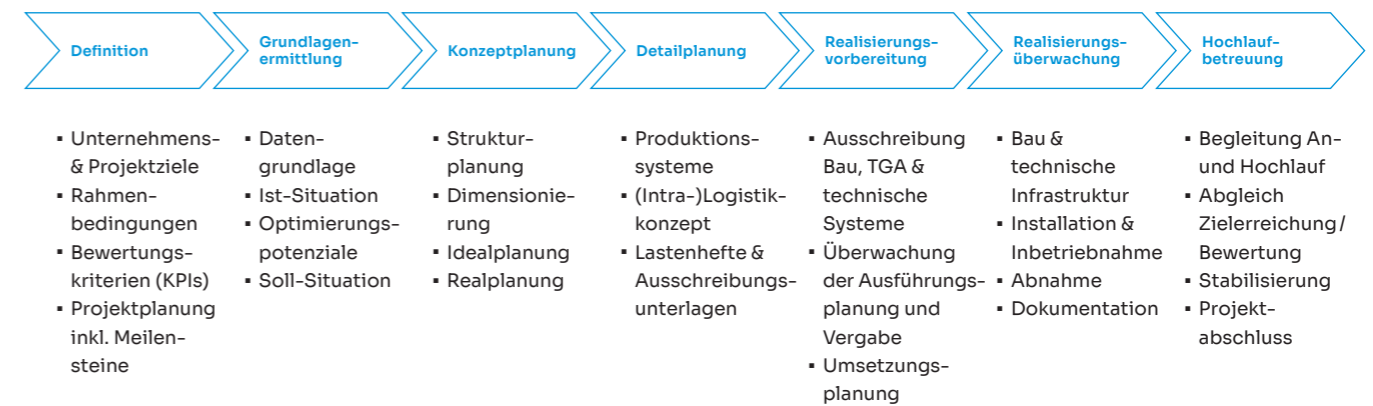 Definition
Grundlagen-
ermittlung
Konzeptplanung
Detailplanung
Realisierungs-
vorbereitung
Realisierungs-
überwachung
Hochlauf-
betreuung
▪ Unternehmens-
& Projektziele
▪ Rahmen-
bedingungen
▪ Bewertungs-
kriterien (KPIs)
▪ Projektplanung
inkl. Meilen-
steine
▪ Daten-
grundlage
▪ Ist-Situation
▪ Optimierungs-
potenziale
▪ Soll-Situation
▪ Struktur-
planung
▪ Dimensionie-
rung
▪ Idealplanung
▪ Realplanung
▪ Produktions-
systeme
▪ (Intra-)Logistik-
konzept
▪ Lastenhefte &
Ausschreibungs-
unterlagen
▪ Ausschreibung
Bau, TGA &
technische
Systeme
▪ Überwachung
der Ausführungs-
planung und
Vergabe
▪ Umsetzungs-
planung
▪ Bau &
technische
Infrastruktur
▪ Installation &
Inbetriebnahme
▪ Abnahme
▪ Dokumentation
▪ Begleitung An-
und Hochlauf
▪ Abgleich
Zielerreichung/
Bewertung
▪ Stabilisierung
▪ Projekt-
abschluss